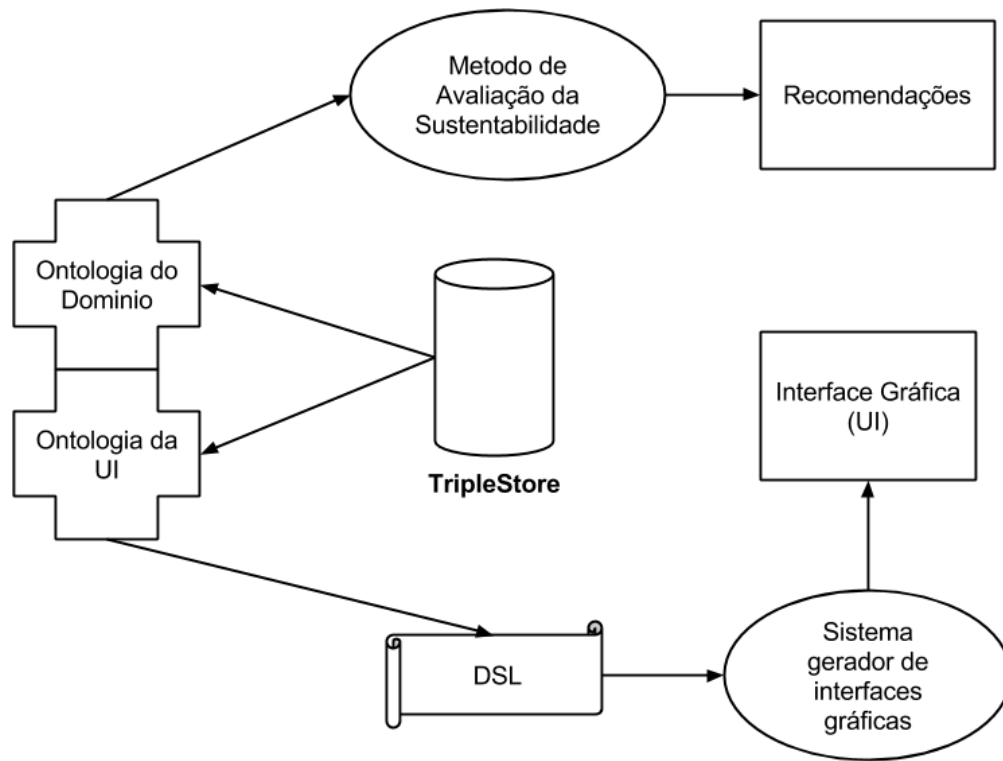 Metodo de
Avaliação da
Sustentabilidade
Recomendações
Ontologia do
Dominio
Ontologia da
UI
TripleStore
Interface Gráfica
(UI)
DSL
Sistema
gerador de
interfaces
gráficas